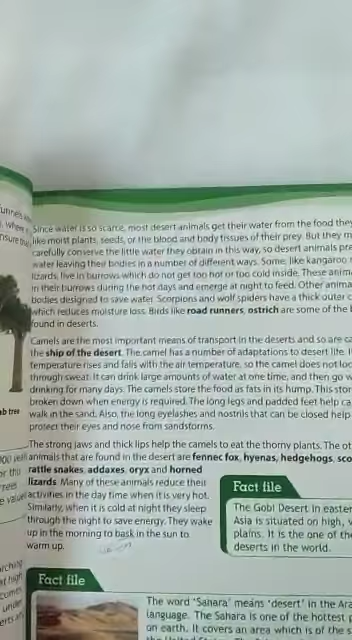 Since water is so scarce, most desert animals get their water from the food they
like moist plants, seeds, or the blood and body tissues of their prey. But they m
carefully conserve the little water they obtain in this way, so desert animals pre
water leaving their bodies in a number of different ways. Some, like kangaroo r
lizards, live in burrows which do not get too hot or too cold inside. These anim
in their burrows during the hot days and emerge at night to feed. Other anima
bodies designed to save water. Scorpions and wolf spiders have a thick outer c
which reduces moisture loss. Birds like road runners, ostrich are some of the b
found in deserts.
Camels are the most important means of transport in the deserts and so are ca
the ship of the desert. The camel has a number of adaptations to desert life. I
temperature rises and falls with the air temperature, so the camel does not loo
through sweat. It can drink large amounts of water at one time, and then go w
drinking for many days. The camels store the food as fats in its hump. This stor
broken down when energy is required. The long legs and padded feet help ca
walk in the sand. Also, the long eyelashes and nostrils that can be closed help
protect their eyes and nose from sandstorms.
The strong jaws and thick lips help the camels to eat the thorny plants. The ot
animals that are found in the desert are fennec fox, hyenas, hedgehogs, sco
rattle snakes, addaxes, oryx and horned
lizards. Many of these animals reduce their
activities in the day time when it is very hot.
Similarly, when it is cold at night they sleep
through the night to save energy. They wake
up in the morning to bask in the sun to
warm up.
Fact file
The Gobi Desert in easter
Asia is situated on high, v
plains. It is the one of the
deserts in the world.
Fact file
The word 'Sahara' means 'desert' in the Ara
language. The Sahara is one of the hottest p
on earth. It covers an area which is of the s
ab tree